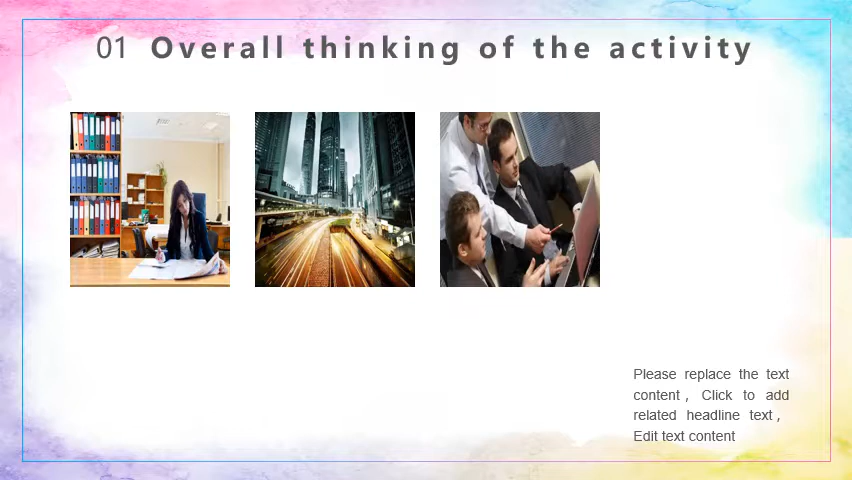 01 Overall thinking of the activity
Please replace the text
content , Click to add
related headline text ,
Edit text content